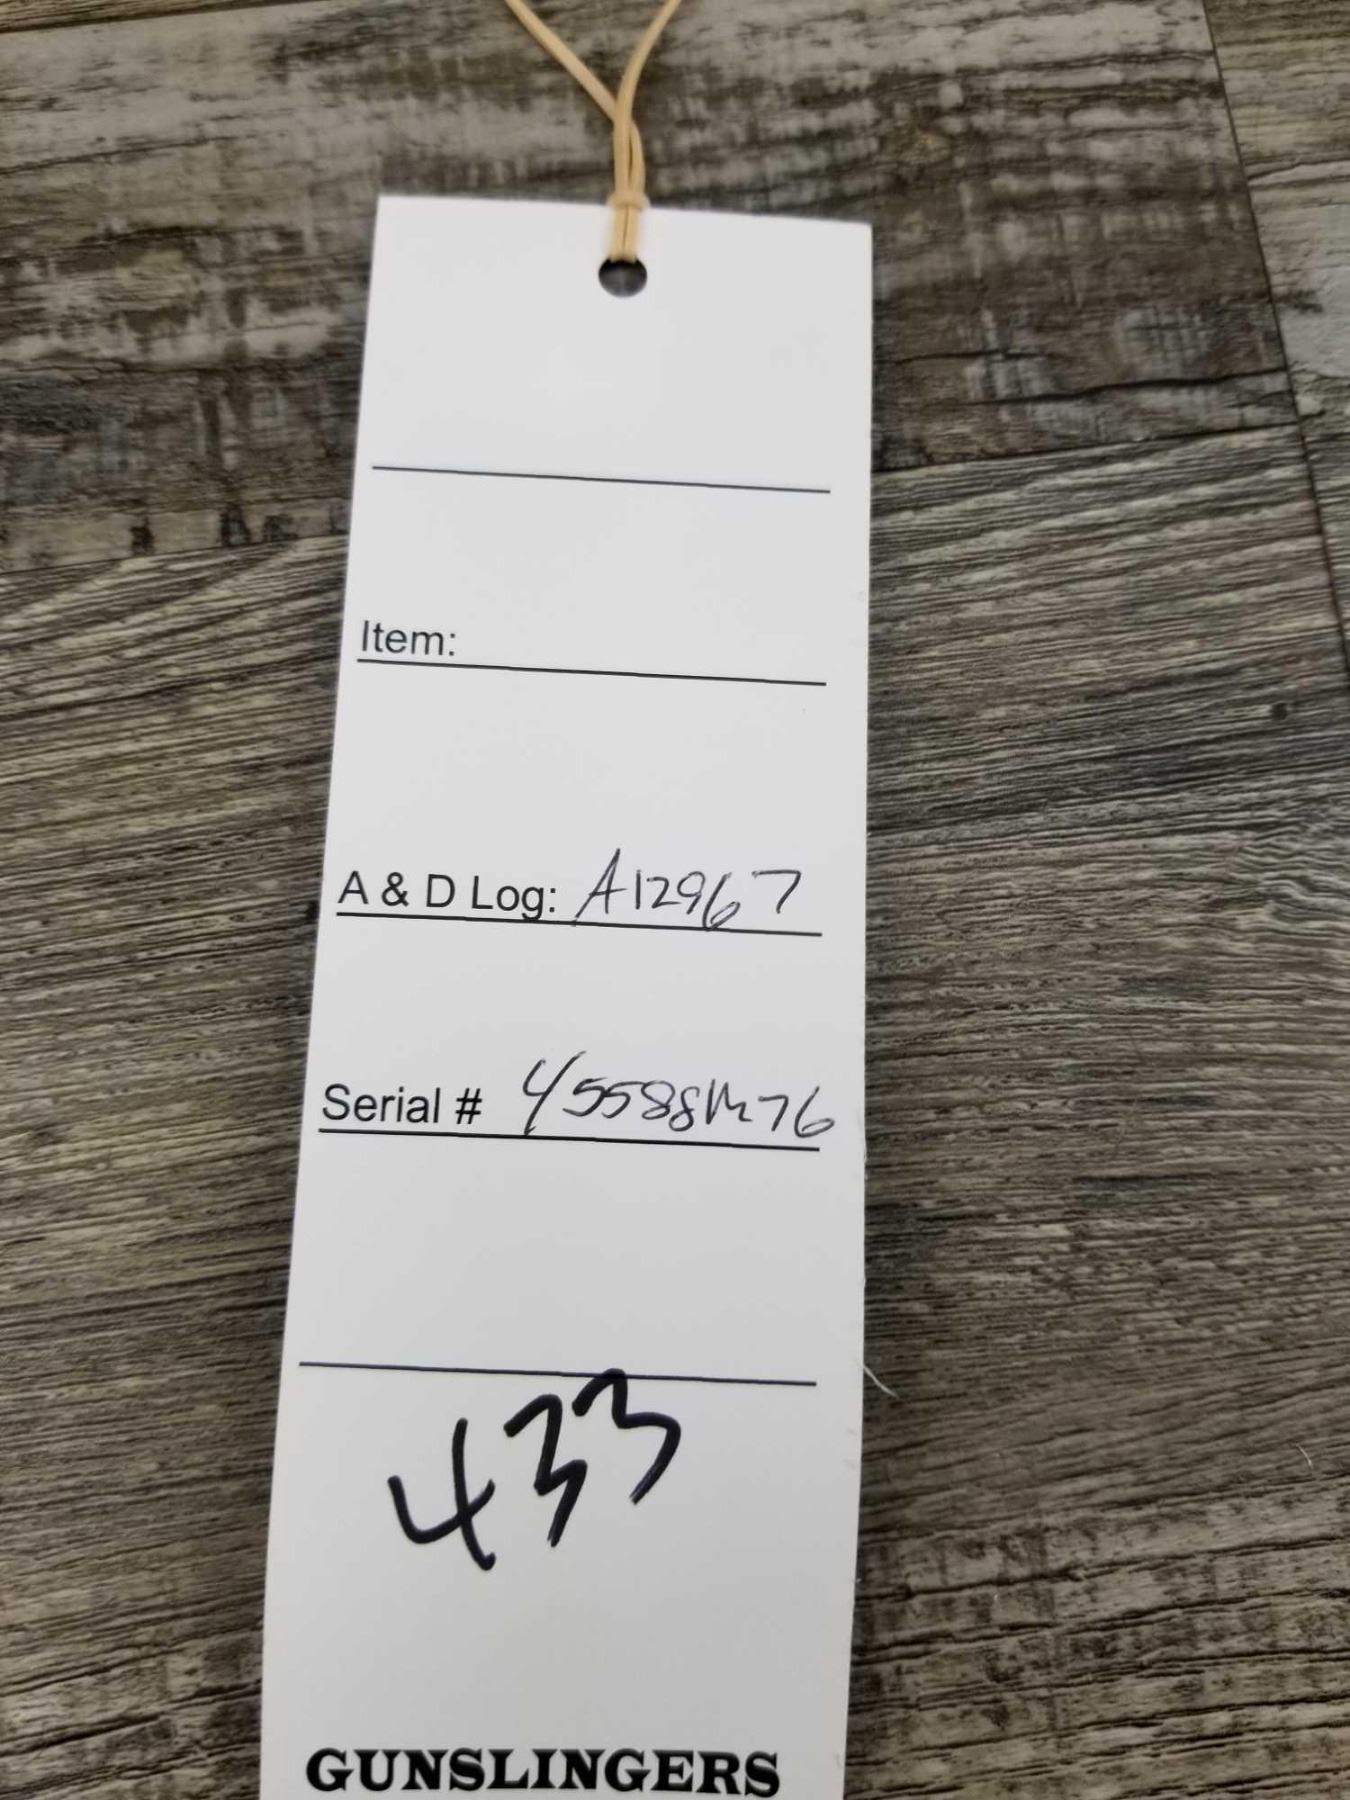 Item:
A & D Log: A12967
Serial # 45588M76
433
GUNSLINGERS